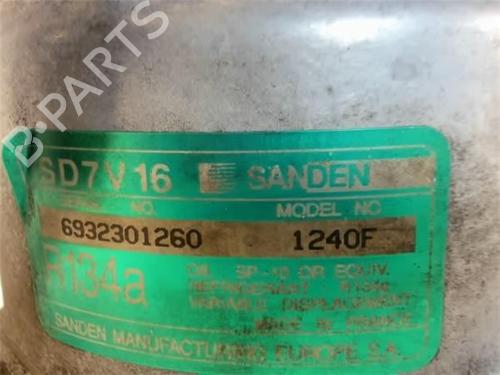 SD7V16 SANDEN
SERIAL NO. MODEL NO
6932301260 1240F
R134a
OIL SP-10 OR EQUIV.
REFRIGERANT R134a
VARIABLE DISPLACEMENT
MADE IN FRANCE
SANDEN MANUFACTURING EUROPE S.A.